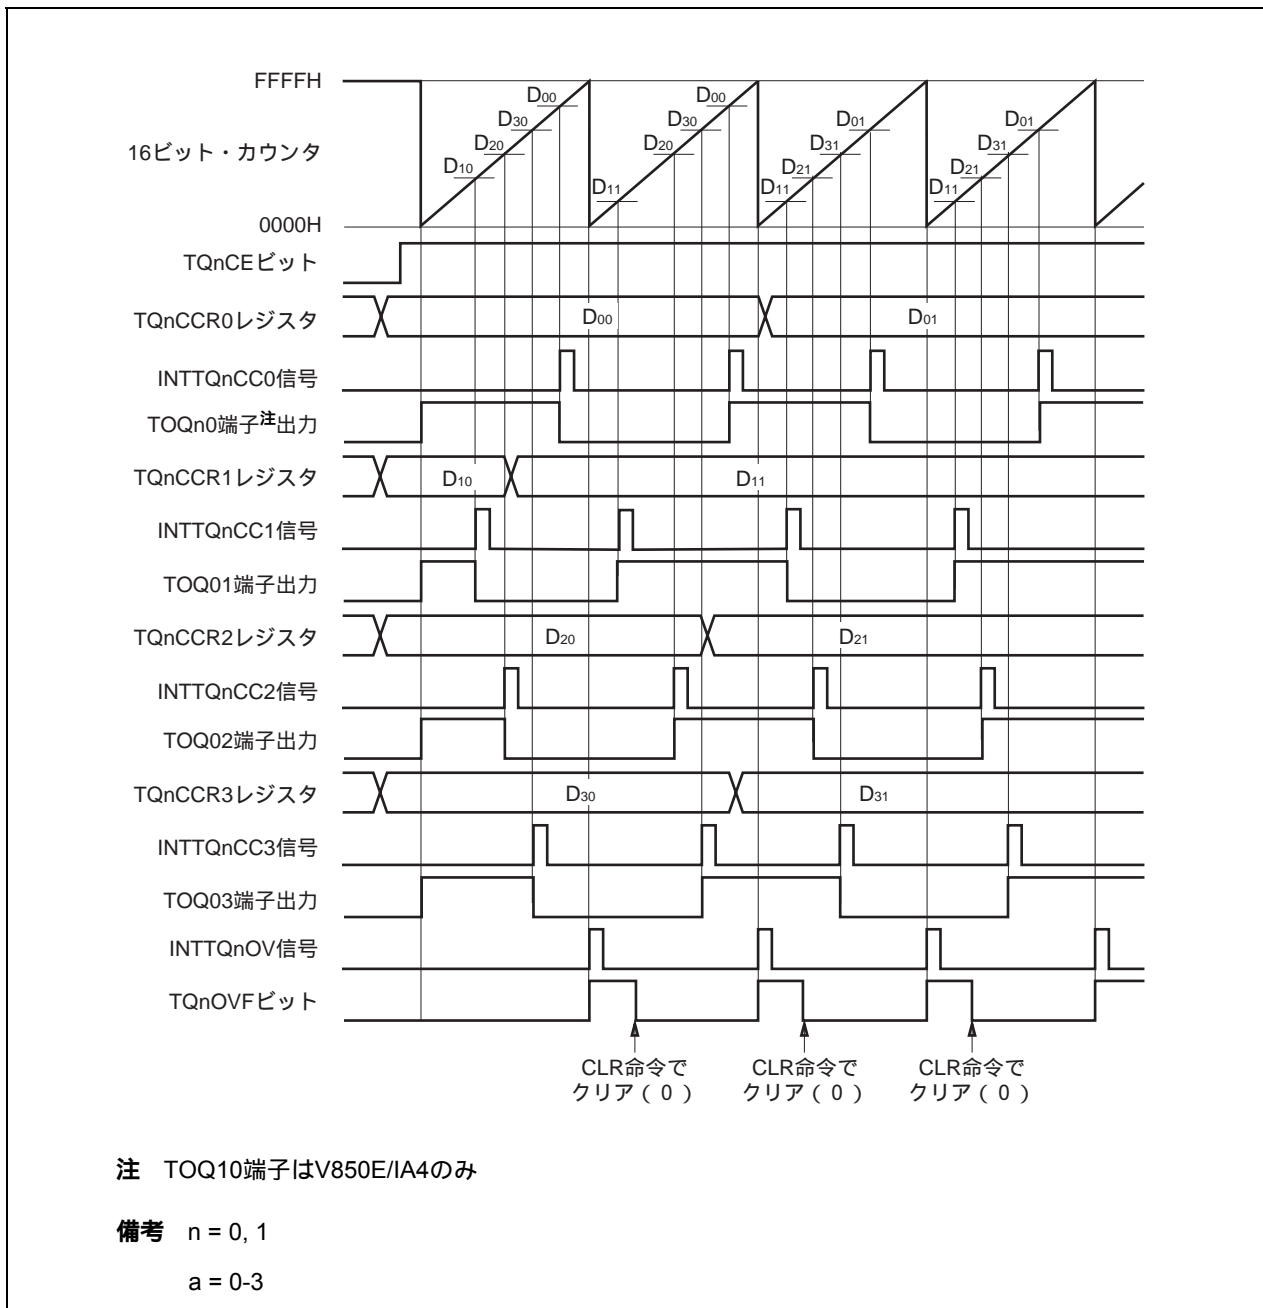 FFFFH
D00 D00
D30 D30 D01 D01
16ビット・カウンタ D20 D20 D31 D31
D10 D21 D21
D11 D11 D11
0000H
TQnCEビット
TQnCCR0レジスタ D00 D01
INTTQnCC0信号
TOQn0端子注出力
TQnCCR1レジスタ D10 D11
INTTQnCC1信号
TOQ01端子出力
TQnCCR2レジスタ D20 D21
INTTQnCC2信号
TOQ02端子出力
TQnCCR3レジスタ D30 D31
INTTQnCC3信号
TOQ03端子出力
INTTQnOV信号
TQnOVFビット
CLR命令で CLR命令で CLR命令で
クリア(0) クリア(0) クリア(0)
注 TOQ10端子はV850E/IA4のみ
備考 n = 0, 1
a = 0-3